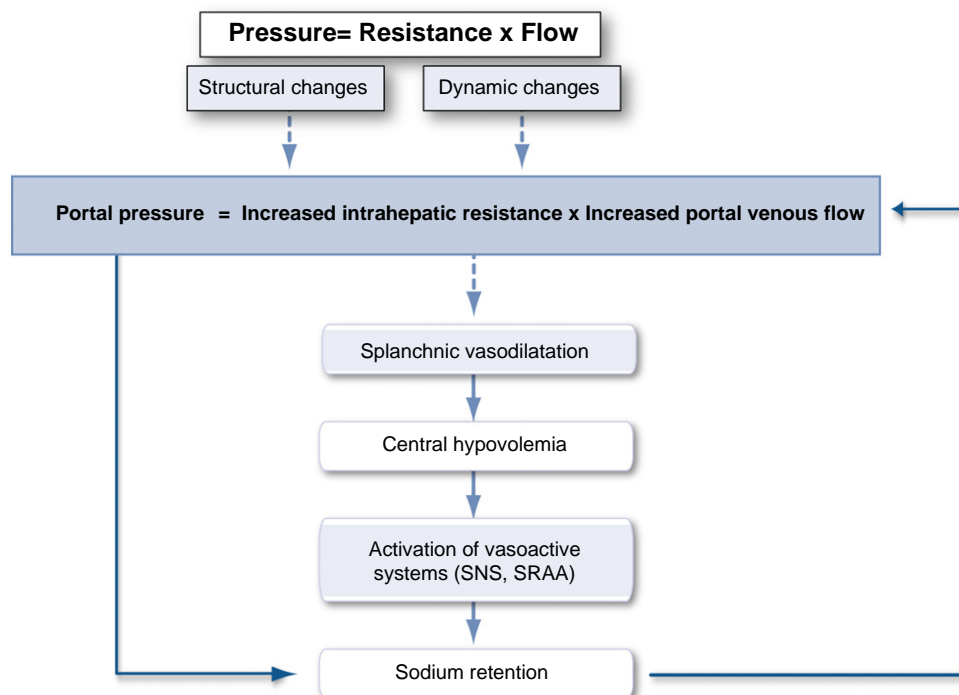 Pressure= Resistance x Flow
Structural changes
Dynamic changes
Portal pressure = Increased intrahepatic resistance x Increased portal venous flow
Splanchnic vasodilatation
Central hypovolemia
Activation of vasoactive
systems (SNS, SRAA)
Sodium retention